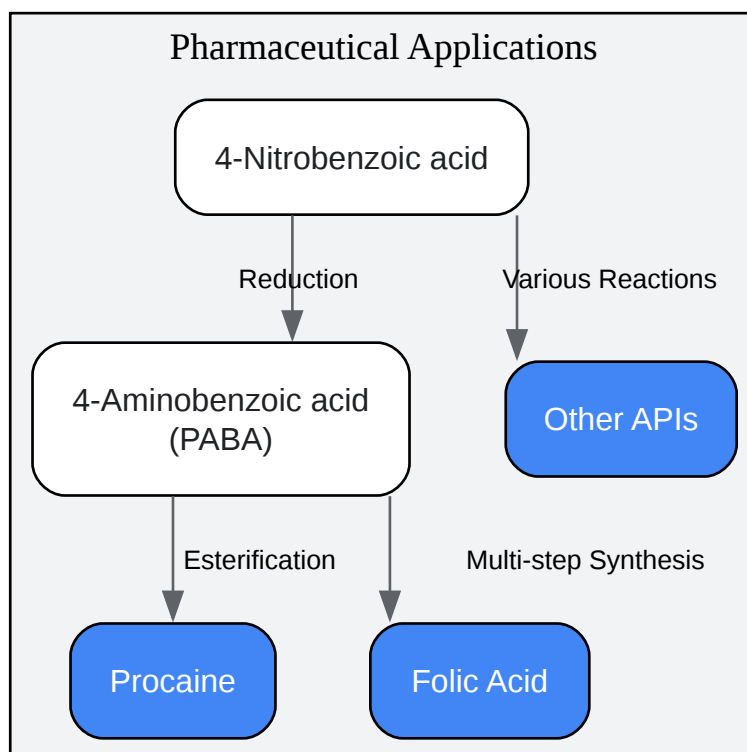 Pharmaceutical Applications
4-Nitrobenzoic acid
Reduction
Various Reactions
4-Aminobenzoic acid
(PABA)
Other APIs
Esterification
Multi-step Synthesis
Procaine
Folic Acid